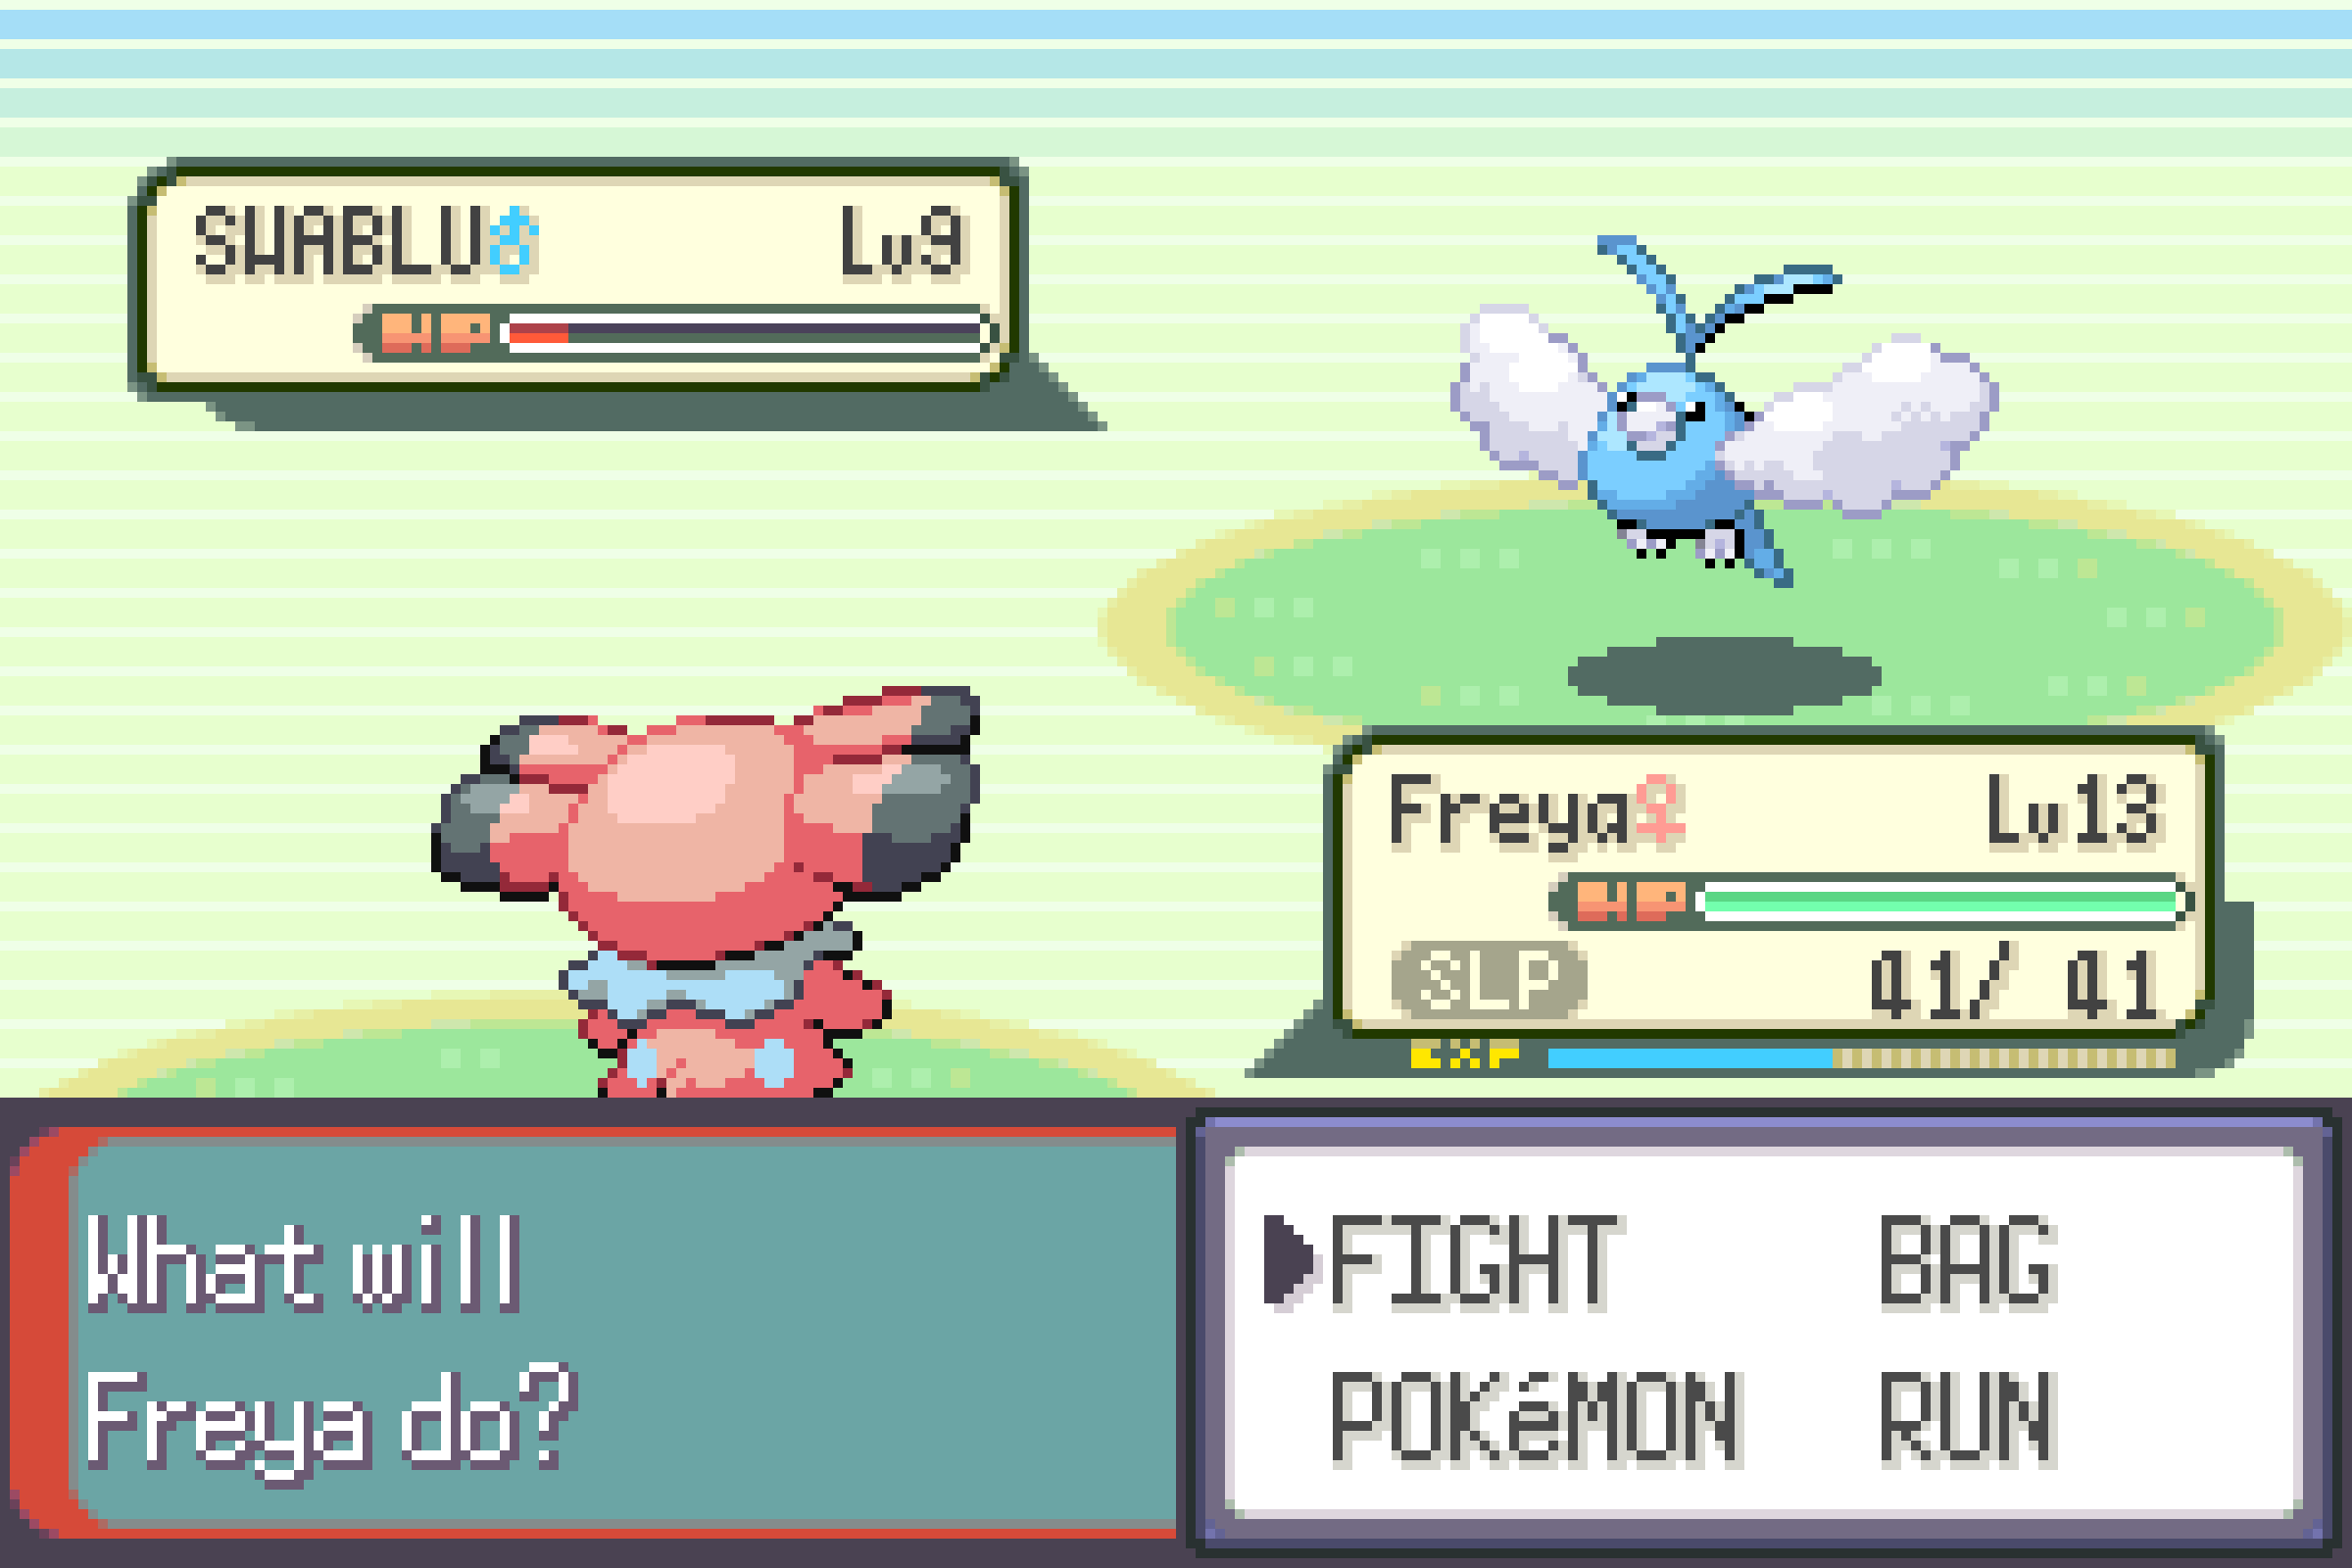 SWABLU♂ Lv9
HP
Freya♀ Lv13
HP
SLP 41/ 41
EXP
What will
Freya do?
FIGHT BAG
POKéMON RUN